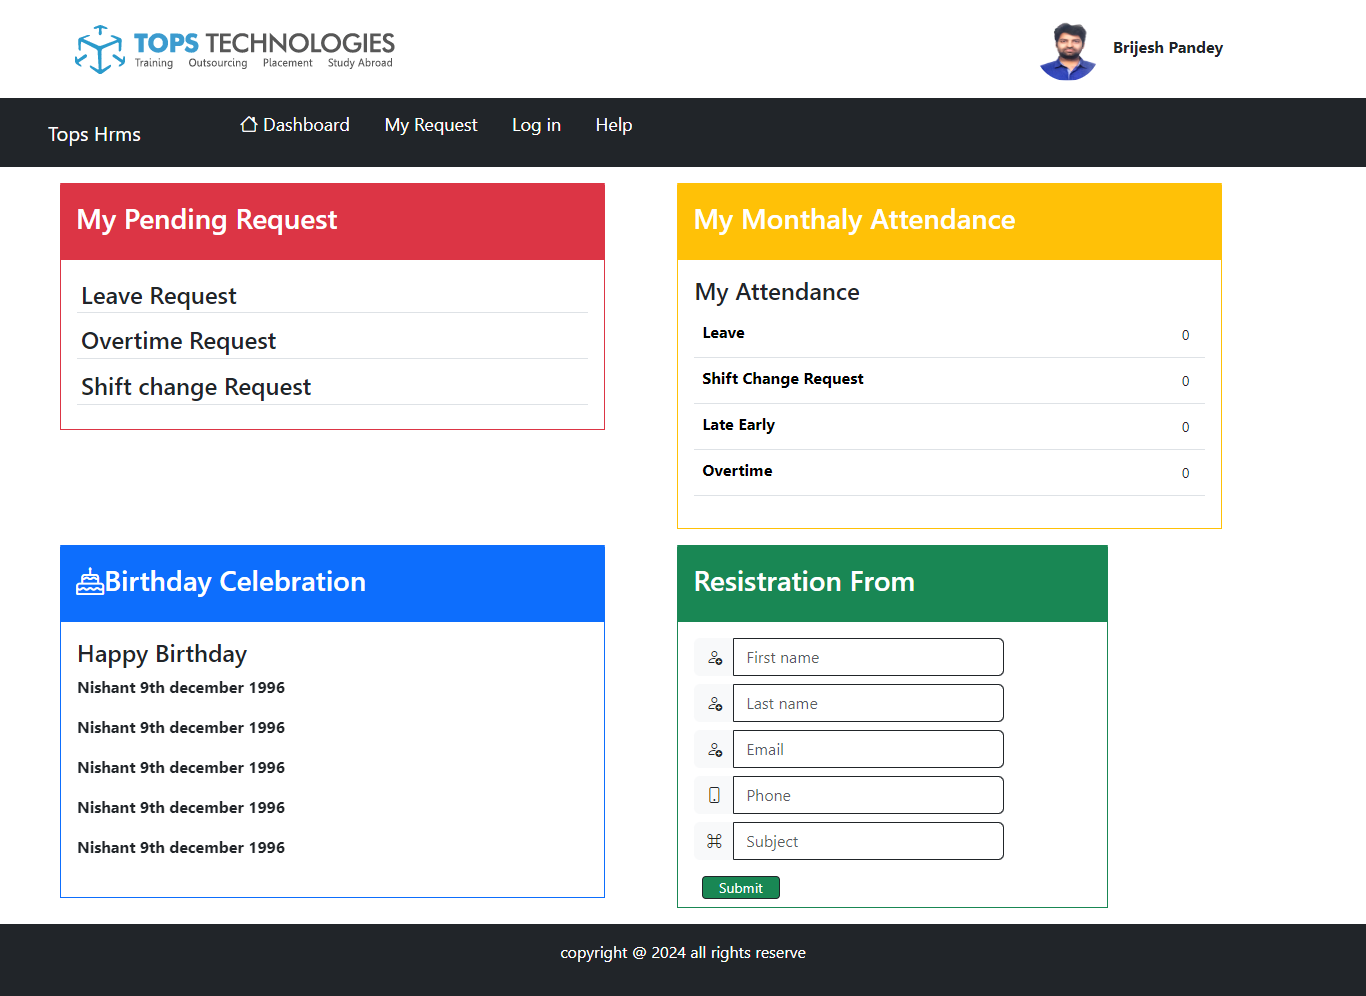 TOPS TECHNOLOGIES
Training Outsourcing Placement Study Abroad
Brijesh Pandey
Tops Hrms
Dashboard My Request Log in Help
My Pending Request
Leave Request
Overtime Request
Shift change Request
My Monthaly Attendance
My Attendance
Leave 0
Shift Change Request 0
Late Early 0
Overtime 0
Birthday Celebration
Happy Birthday
Nishant 9th december 1996
Nishant 9th december 1996
Nishant 9th december 1996
Nishant 9th december 1996
Nishant 9th december 1996
Resistration From
First name
Last name
Email
Phone
Subject
Submit
copyright @ 2024 all rights reserve